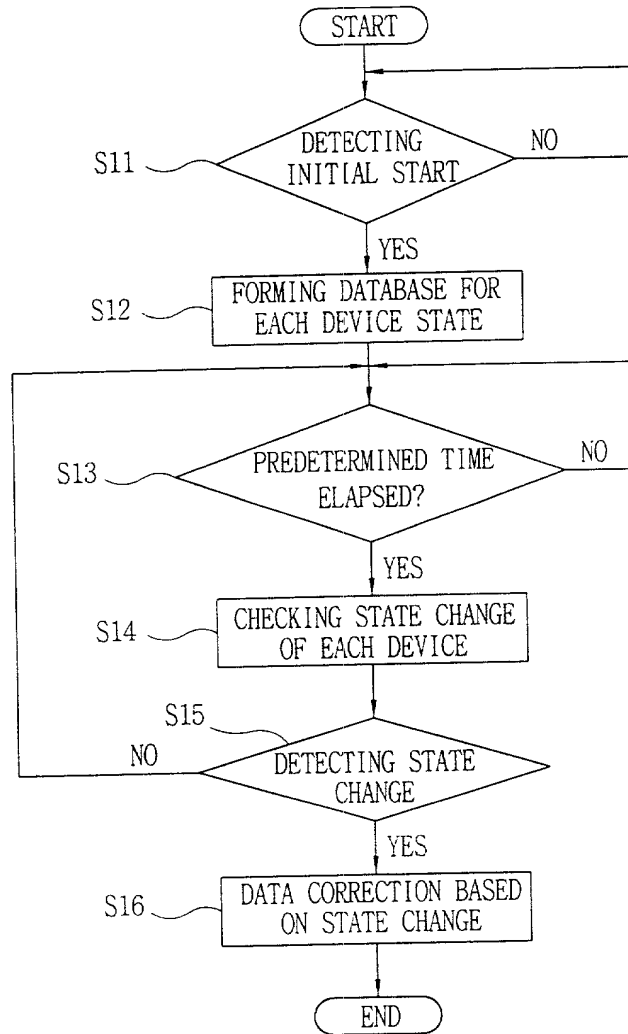 START
DETECTING
INITIAL START
S11
NO
YES
FORMING DATABASE FOR
EACH DEVICE STATE
S12
PREDETERMINED TIME
ELAPSED?
S13
NO
YES
CHECKING STATE CHANGE
OF EACH DEVICE
S14
S15
NO
DETECTING STATE
CHANGE
YES
DATA CORRECTION BASED
ON STATE CHANGE
S16
END